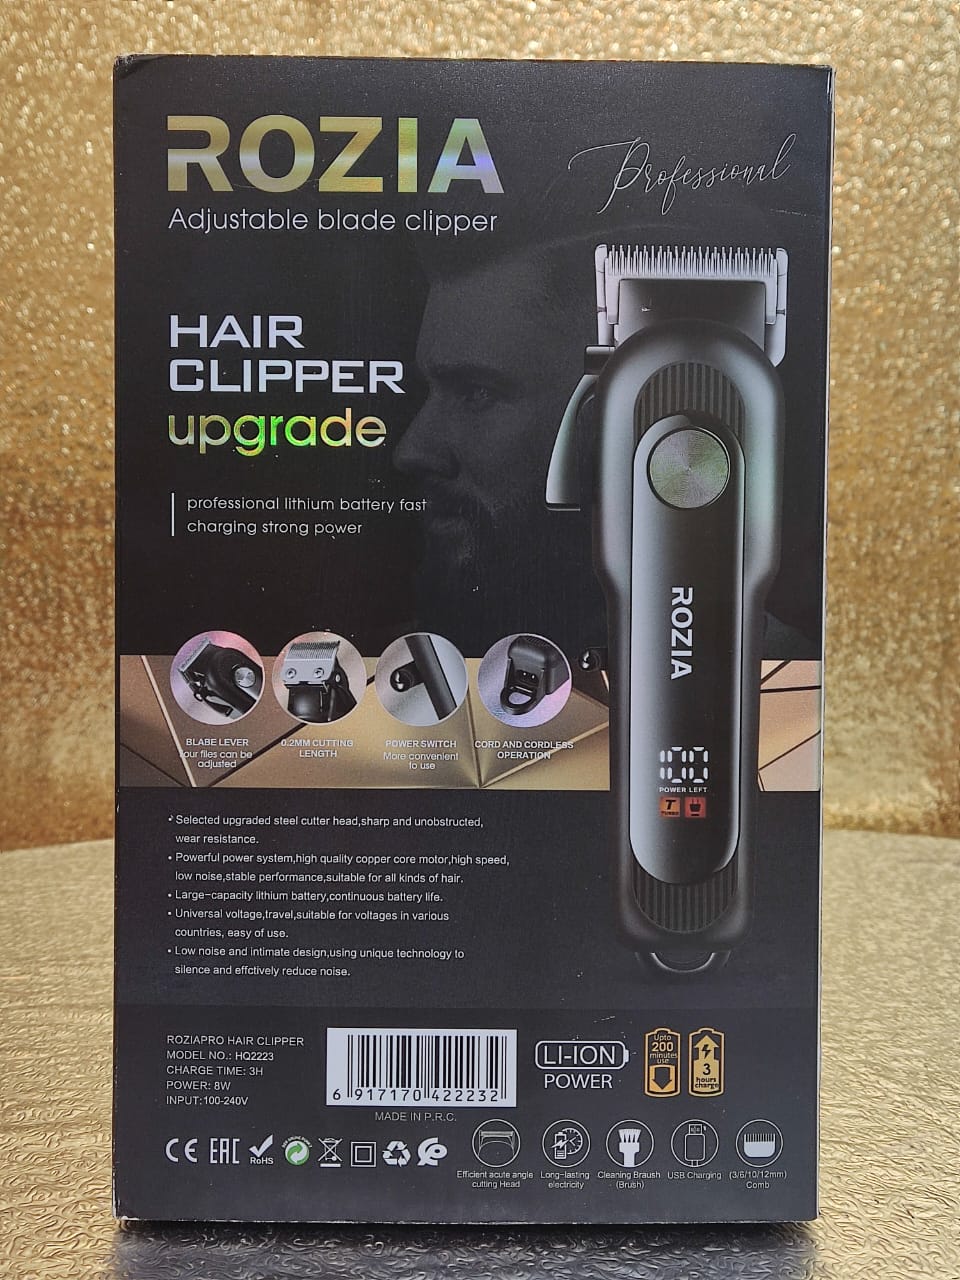 ROZIA
Professional
Adjustable blade clipper
HAIR
CLIPPER
upgrade
professional lithium battery fast
charging strong power
ROZIA
100
POWER LEFT
T
TURBO
BLABE LEVER
our files can be
adjusted
0.2MM CUTTING
LENGTH
POWER SWITCH
More convenient
to use
CORD AND CORDLESS
OPERATION
• Selected upgraded steel cutter head,sharp and unobstructed,
wear resistance.
• Powerful power system,high quality copper core motor,high speed,
low noise,stable performance,suitable for all kinds of hair.
• Large-capacity lithium battery,continuous battery life.
• Universal voltage,travel,suitable for voltages in various
countries, easy of use.
• Low noise and intimate design,using unique technology to
silence and effctively reduce noise.
ROZIAPRO HAIR CLIPPER
MODEL NO.: HQ2223
CHARGE TIME: 3H
POWER: 8W
INPUT:100-240V
6 917170 422232
MADE IN P.R.C.
LI-ION
POWER
Upto
200
minutes
use
3
hours
charge
CE EAC RoHS
Efficient acute angle
cutting Head
Long-lasting
electricity
Cleaning Braush
(Brush)
USB Charging
(3/6/10/12mm)
Comb